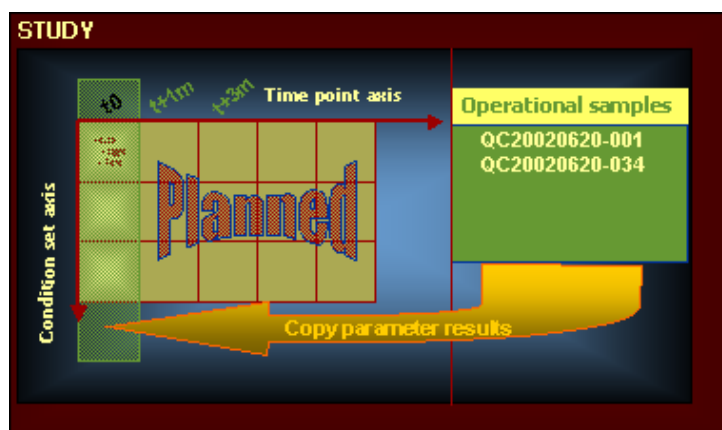 STUDY
t0
t+1m
t+3m
Time point axis
Operational samples
QC20020620-001
QC20020620-034
Planned
Condition set axis
Copy parameter results